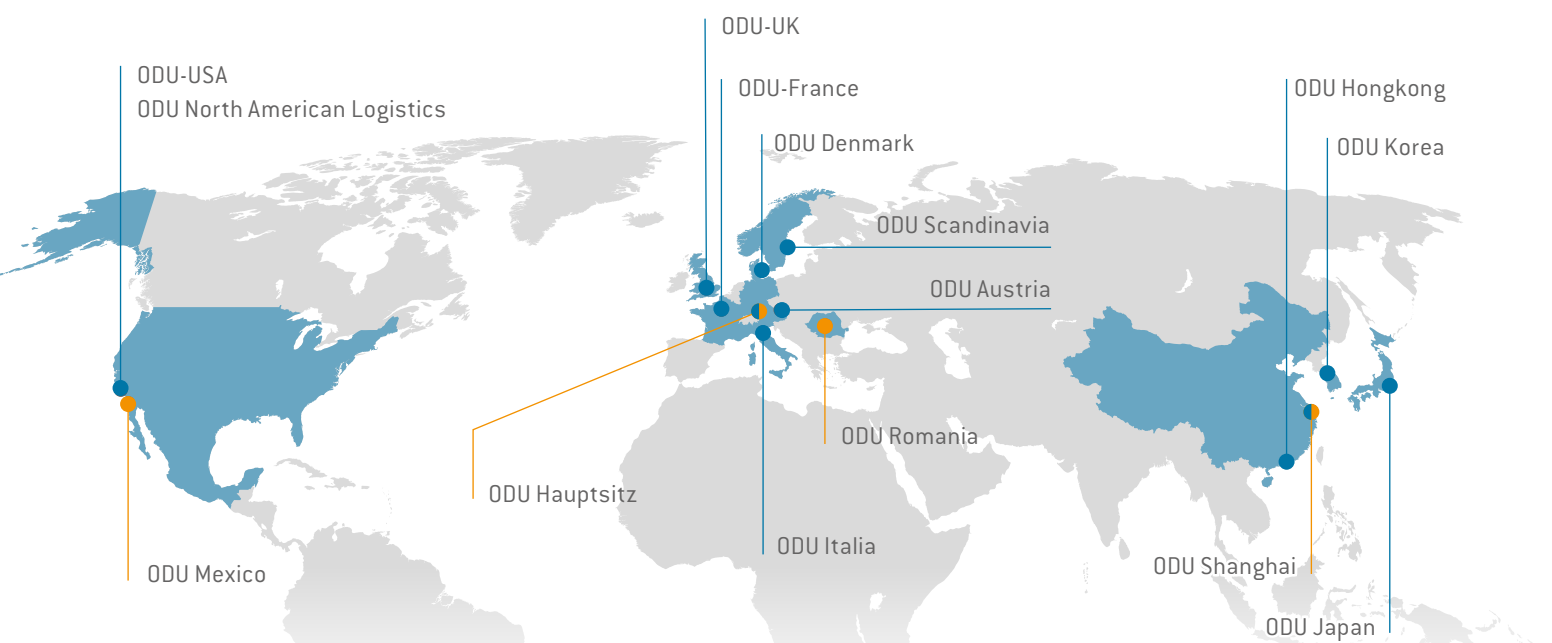 ODU-UK
ODU-USA
ODU North American Logistics
ODU-France
ODU Hongkong
ODU Denmark
ODU Korea
ODU Scandinavia
ODU Austria
ODU Romania
ODU Hauptsitz
ODU Italia
ODU Shanghai
ODU Mexico
ODU Japan